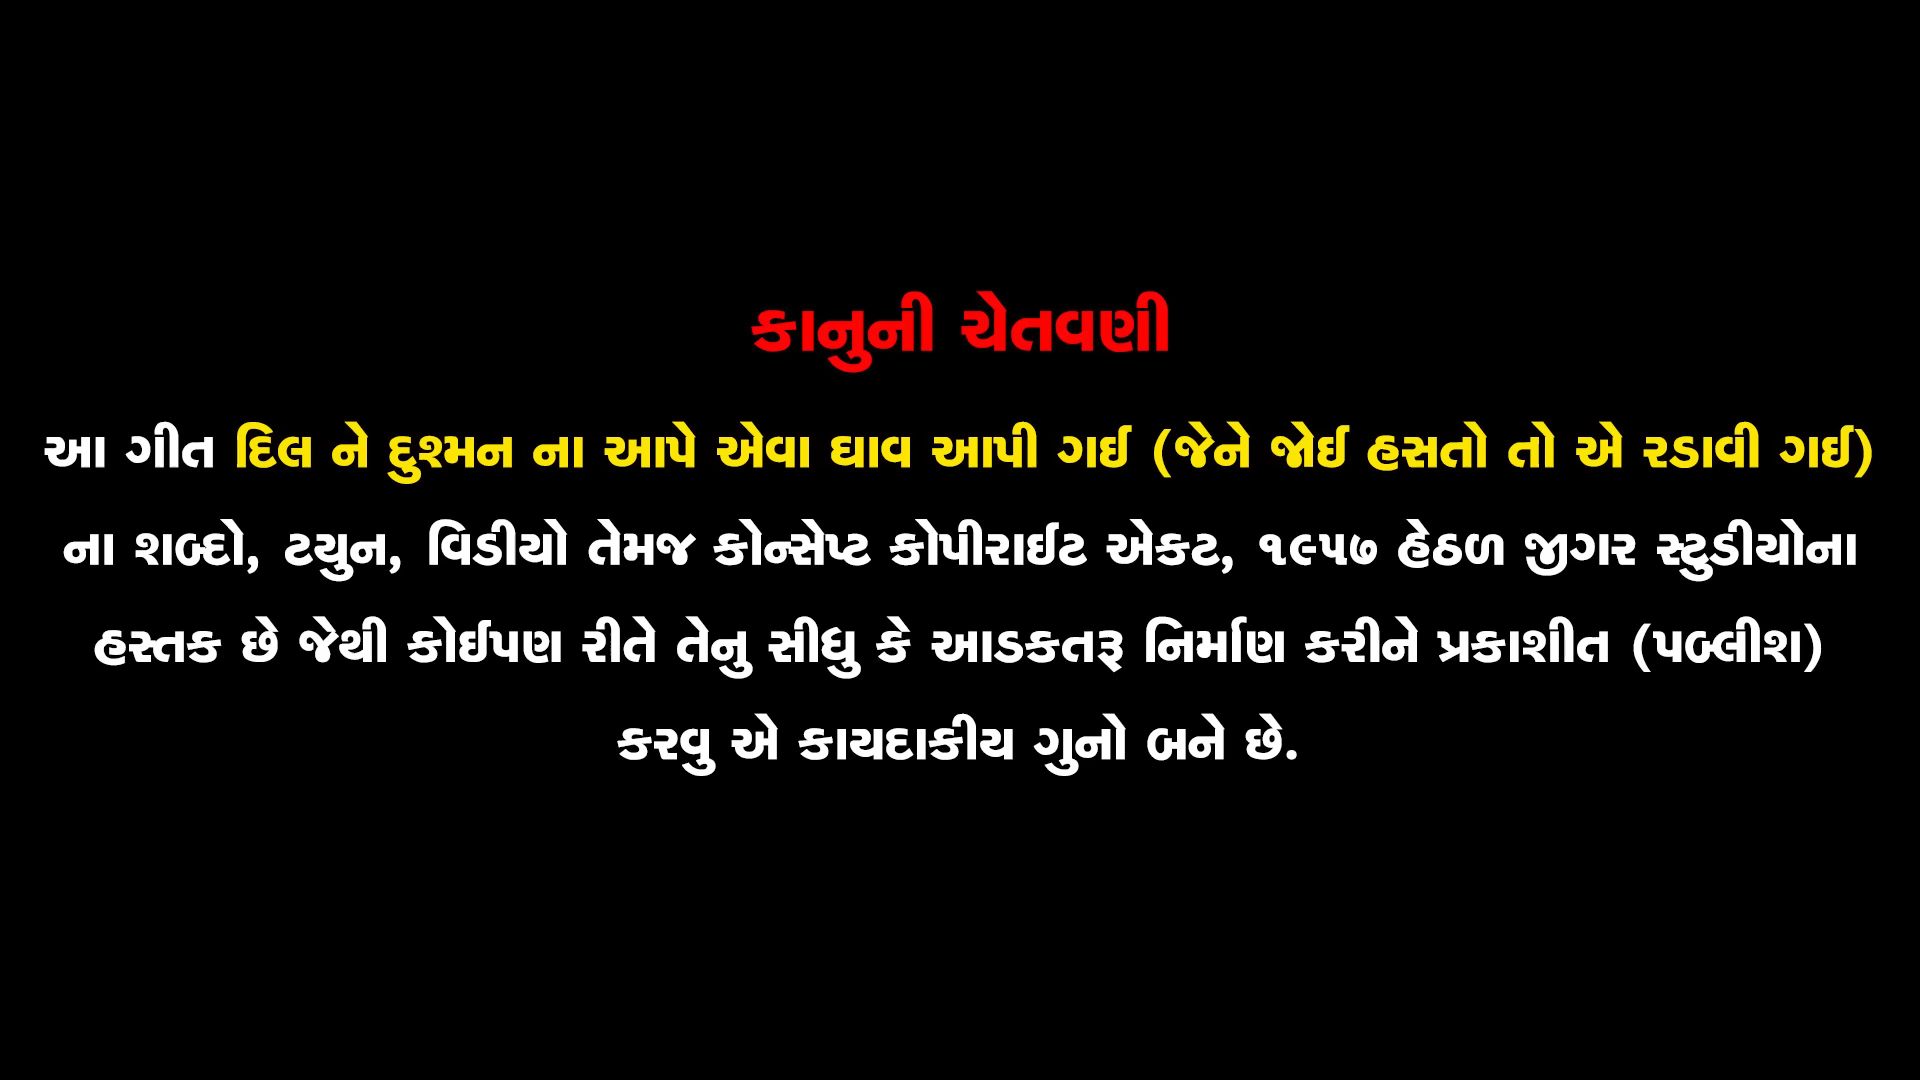 કાનુની ચેતવણી
આ ગીત દિલ ને દુશ્મન ના આપે એવા ઘાવ આપી ગઈ (જેને જોઈ હસતો તો એ રડાવી ગઈ)
ના શબ્દો, ટયુન, વિડીયો તેમજ કોન્સેપ્ટ કોપીરાઈટ એકટ, ૧૯૫૭ હેઠળ જીગર સ્ટુડીયોના
હસ્તક છે જેથી કોઈપણ રીતે તેનુ સીધુ કે આડકતરૂ નિર્માણ કરીને પ્રકાશીત (પબ્લીશ)
કરવુ એ કાયદાકીય ગુનો બને છે.